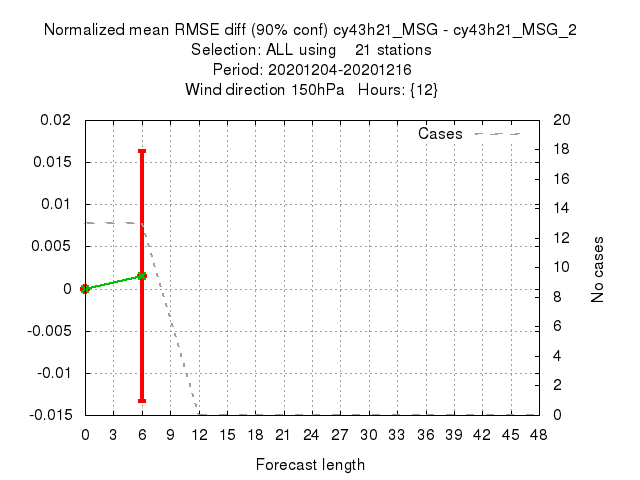 Normalized mean RMSE diff (90% conf) cy43h21_MSG - cy43h21_MSG_2
Selection: ALL using    21 stations
Period: 20201204-20201216
Wind direction 150hPa   Hours: {12}
0.02
0.015
0.01
0.005
0
-0.005
-0.01
-0.015
Cases
20
18
16
14
12
10
8
6
4
2
0
No cases
0 3 6 9 12 15 18 21 24 27 30 33 36 39 42 45 48
Forecast length